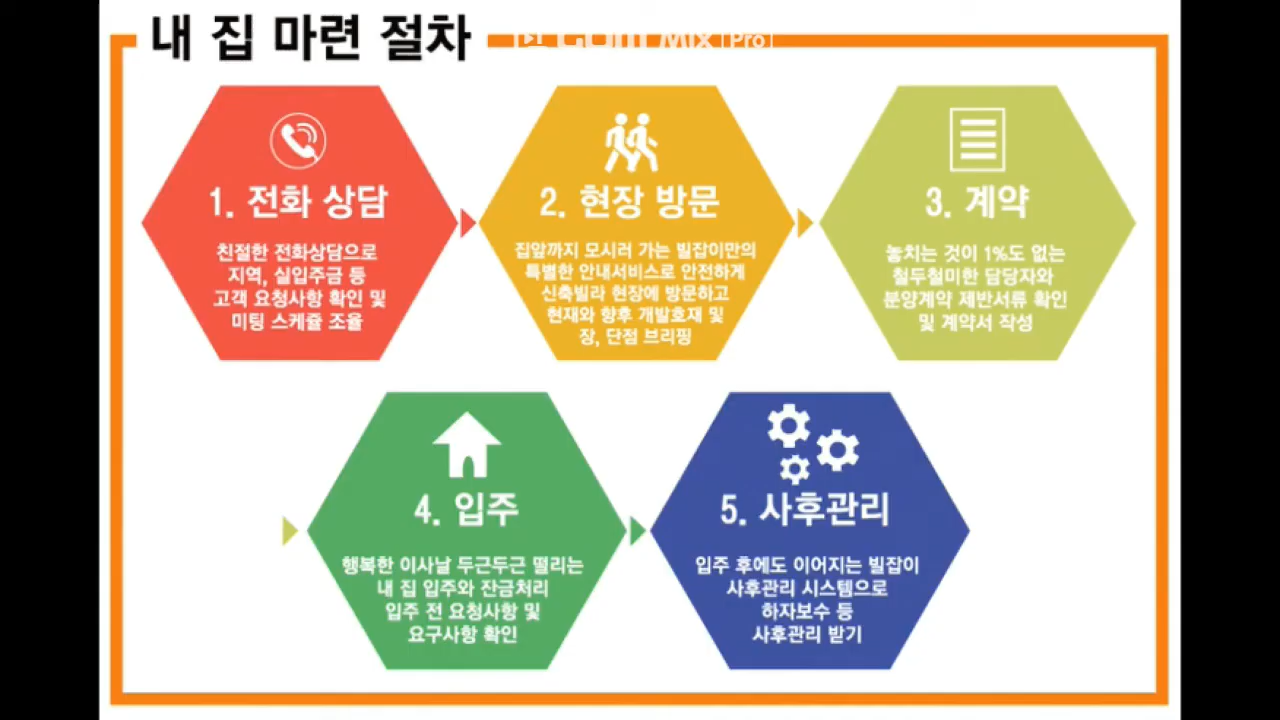 내 집 마련 절차
GOM Mix Pro
1. 전화 상담
친절한 전화상담으로
지역, 실입주금 등
고객 요청사항 확인 및
미팅 스케쥴 조율
2. 현장 방문
집앞까지 모시러 가는 빌잡이만의
특별한 안내서비스로 안전하게
신축빌라 현장에 방문하고
현재와 향후 개발호재 및
장, 단점 브리핑
3. 계약
놓치는 것이 1%도 없는
철두철미한 담당자와
분양계약 제반서류 확인
및 계약서 작성
4. 입주
행복한 이사날 두근두근 떨리는
내 집 입주와 잔금처리
입주 전 요청사항 및
요구사항 확인
5. 사후관리
입주 후에도 이어지는 빌잡이
사후관리 시스템으로
하자보수 등
사후관리 받기